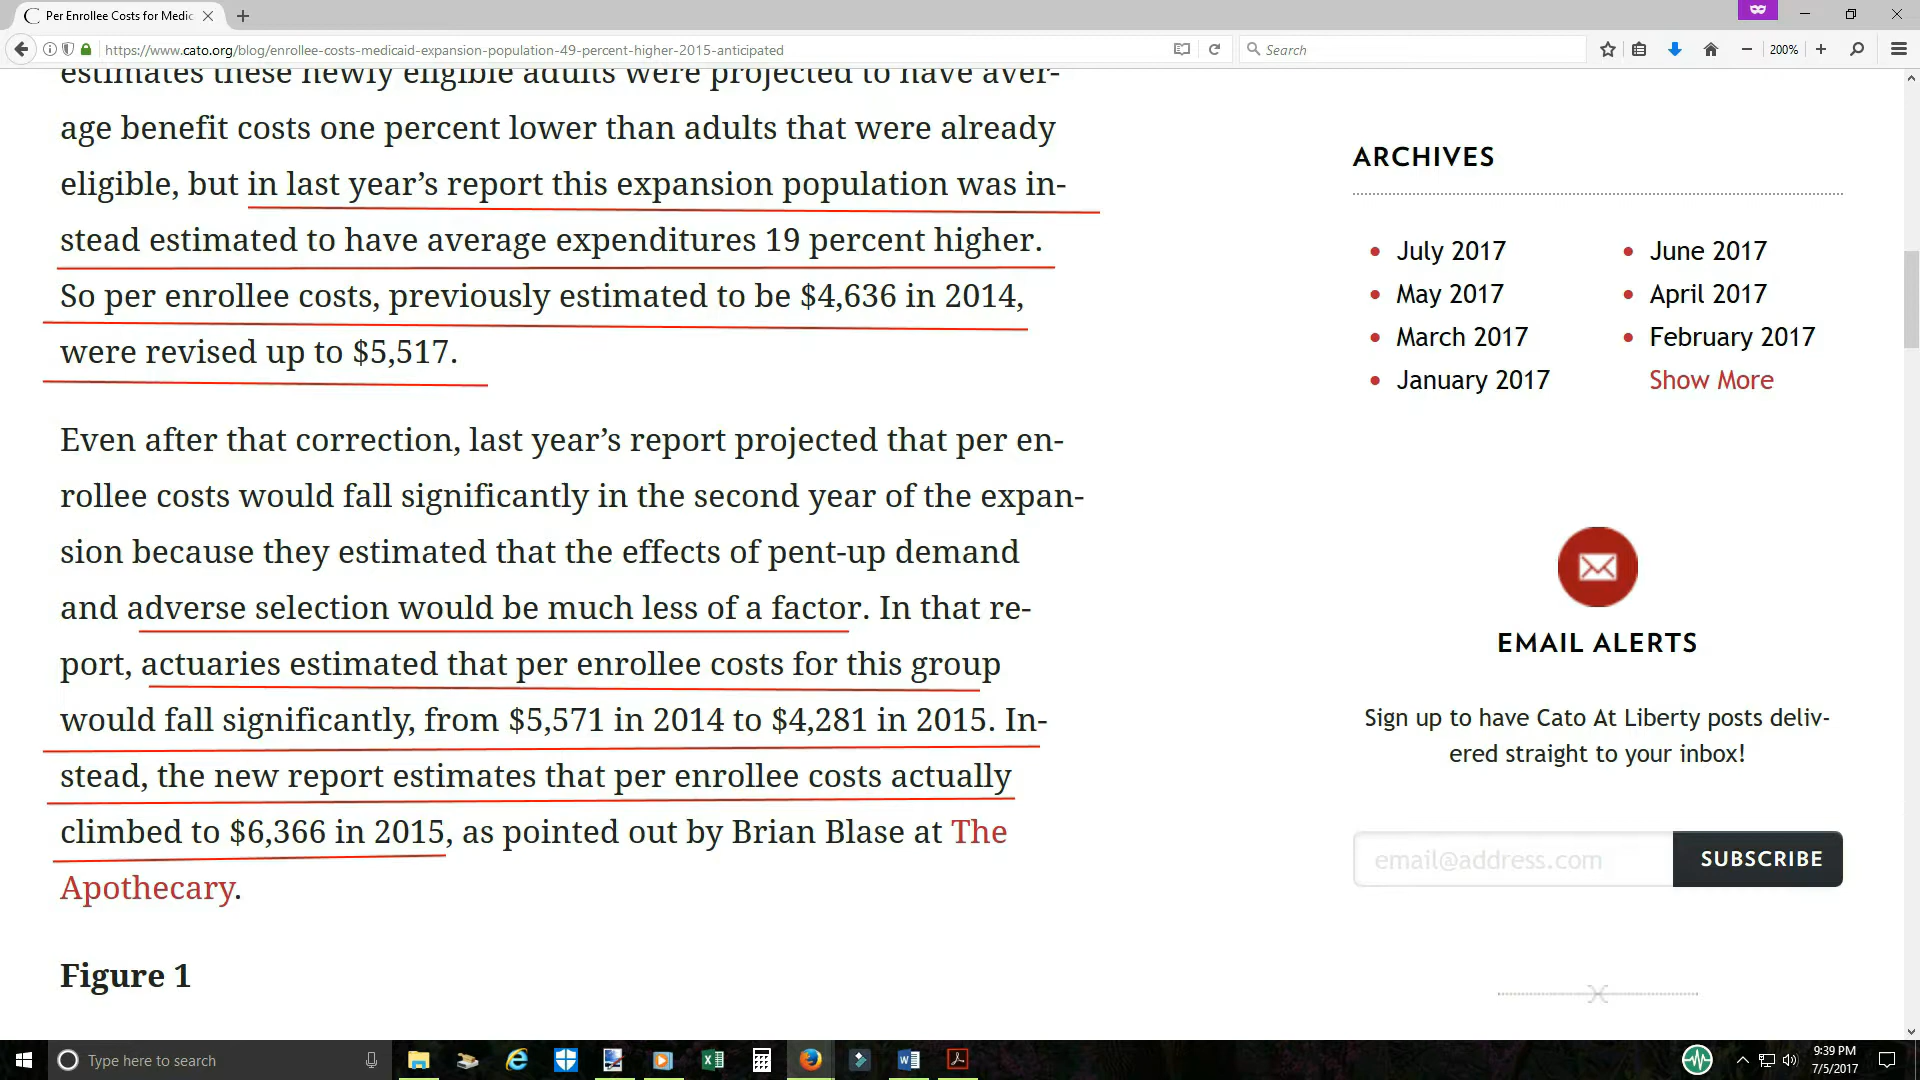 Per Enrollee Costs for Medic
https://www.cato.org/blog/enrollee-costs-medicaid-expansion-population-49-percent-higher-2015-anticipated
Search
200%
estimates these newly eligible adults were projected to have aver-
age benefit costs one percent lower than adults that were already
eligible, but in last year’s report this expansion population was in-
stead estimated to have average expenditures 19 percent higher.
So per enrollee costs, previously estimated to be $4,636 in 2014,
were revised up to $5,517.
Even after that correction, last year’s report projected that per en-
rollee costs would fall significantly in the second year of the expan-
sion because they estimated that the effects of pent-up demand
and adverse selection would be much less of a factor. In that re-
port, actuaries estimated that per enrollee costs for this group
would fall significantly, from $5,571 in 2014 to $4,281 in 2015. In-
stead, the new report estimates that per enrollee costs actually
climbed to $6,366 in 2015, as pointed out by Brian Blase at The
Apothecary.
Figure 1
ARCHIVES
July 2017
June 2017
May 2017
April 2017
March 2017
February 2017
January 2017
Show More
EMAIL ALERTS
Sign up to have Cato At Liberty posts deliv-
ered straight to your inbox!
email@address.com
SUBSCRIBE
Type here to search
9:39 PM
7/5/2017